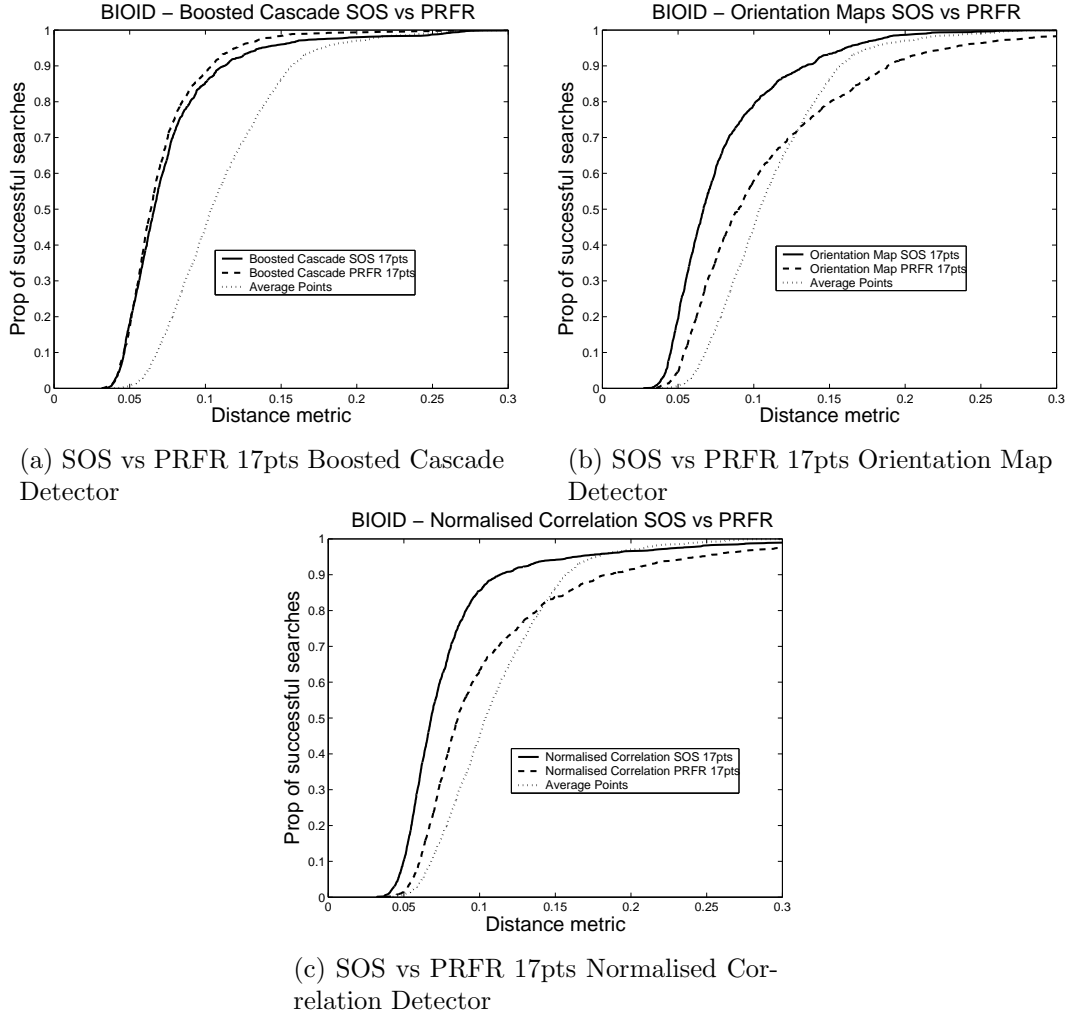 BIOID – Boosted Cascade SOS vs PRFR
1
0.9
0.8
0.7
0.6
0.5
0.4
0.3
0.2
0.1
0
Prop of successful searches
Boosted Cascade SOS 17pts
Boosted Cascade PRFR 17pts
Average Points
0 0.05 0.1 0.15 0.2 0.25 0.3
Distance metric
(a) SOS vs PRFR 17pts Boosted Cascade
Detector
BIOID – Orientation Maps SOS vs PRFR
1
0.9
0.8
0.7
0.6
0.5
0.4
0.3
0.2
0.1
0
Prop of successful searches
Orientation Map SOS 17pts
Orientation Map PRFR 17pts
Average Points
0 0.05 0.1 0.15 0.2 0.25 0.3
Distance metric
(b) SOS vs PRFR 17pts Orientation Map
Detector
BIOID – Normalised Correlation SOS vs PRFR
1
0.9
0.8
0.7
0.6
0.5
0.4
0.3
0.2
0.1
0
Prop of successful searches
Normalised Correlation SOS 17pts
Normalised Correlation PRFR 17pts
Average Points
0 0.05 0.1 0.15 0.2 0.25 0.3
Distance metric
(c) SOS vs PRFR 17pts Normalised Cor-
relation Detector